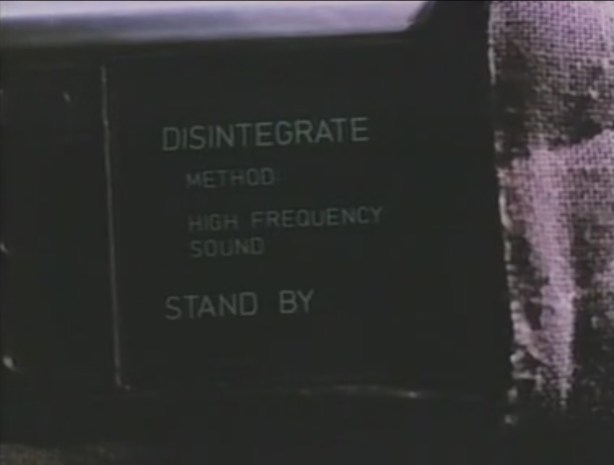 DISINTEGRATE
METHOD
HIGH FREQUENCY
SOUND
STAND BY